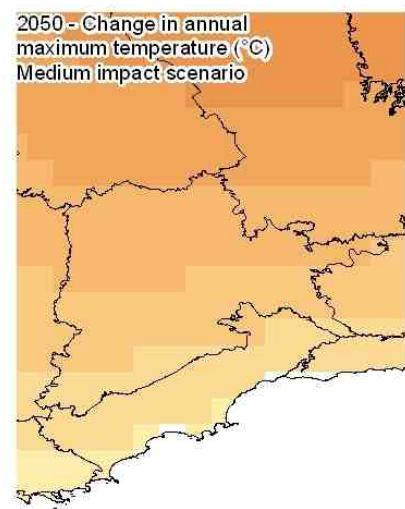 2050 - Change in annual
maximum temperature (°C)
Medium impact scenario